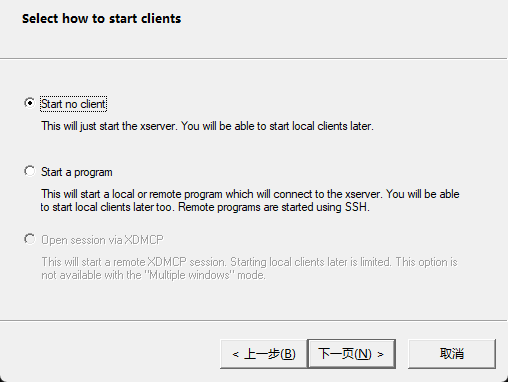 Select how to start clients
Start no client
This will just start the xserver. You will be able to start local clients later.
Start a program
This will start a local or remote program which will connect to the xserver. You will be able
to start local clients later too. Remote programs are started using SSH.
Open session via XDMCP
This will start a remote XDMCP session. Starting local clients later is limited. This option is
not available with the "Multiple windows" mode.
< 上一步(B) 下一页(N) > 取消